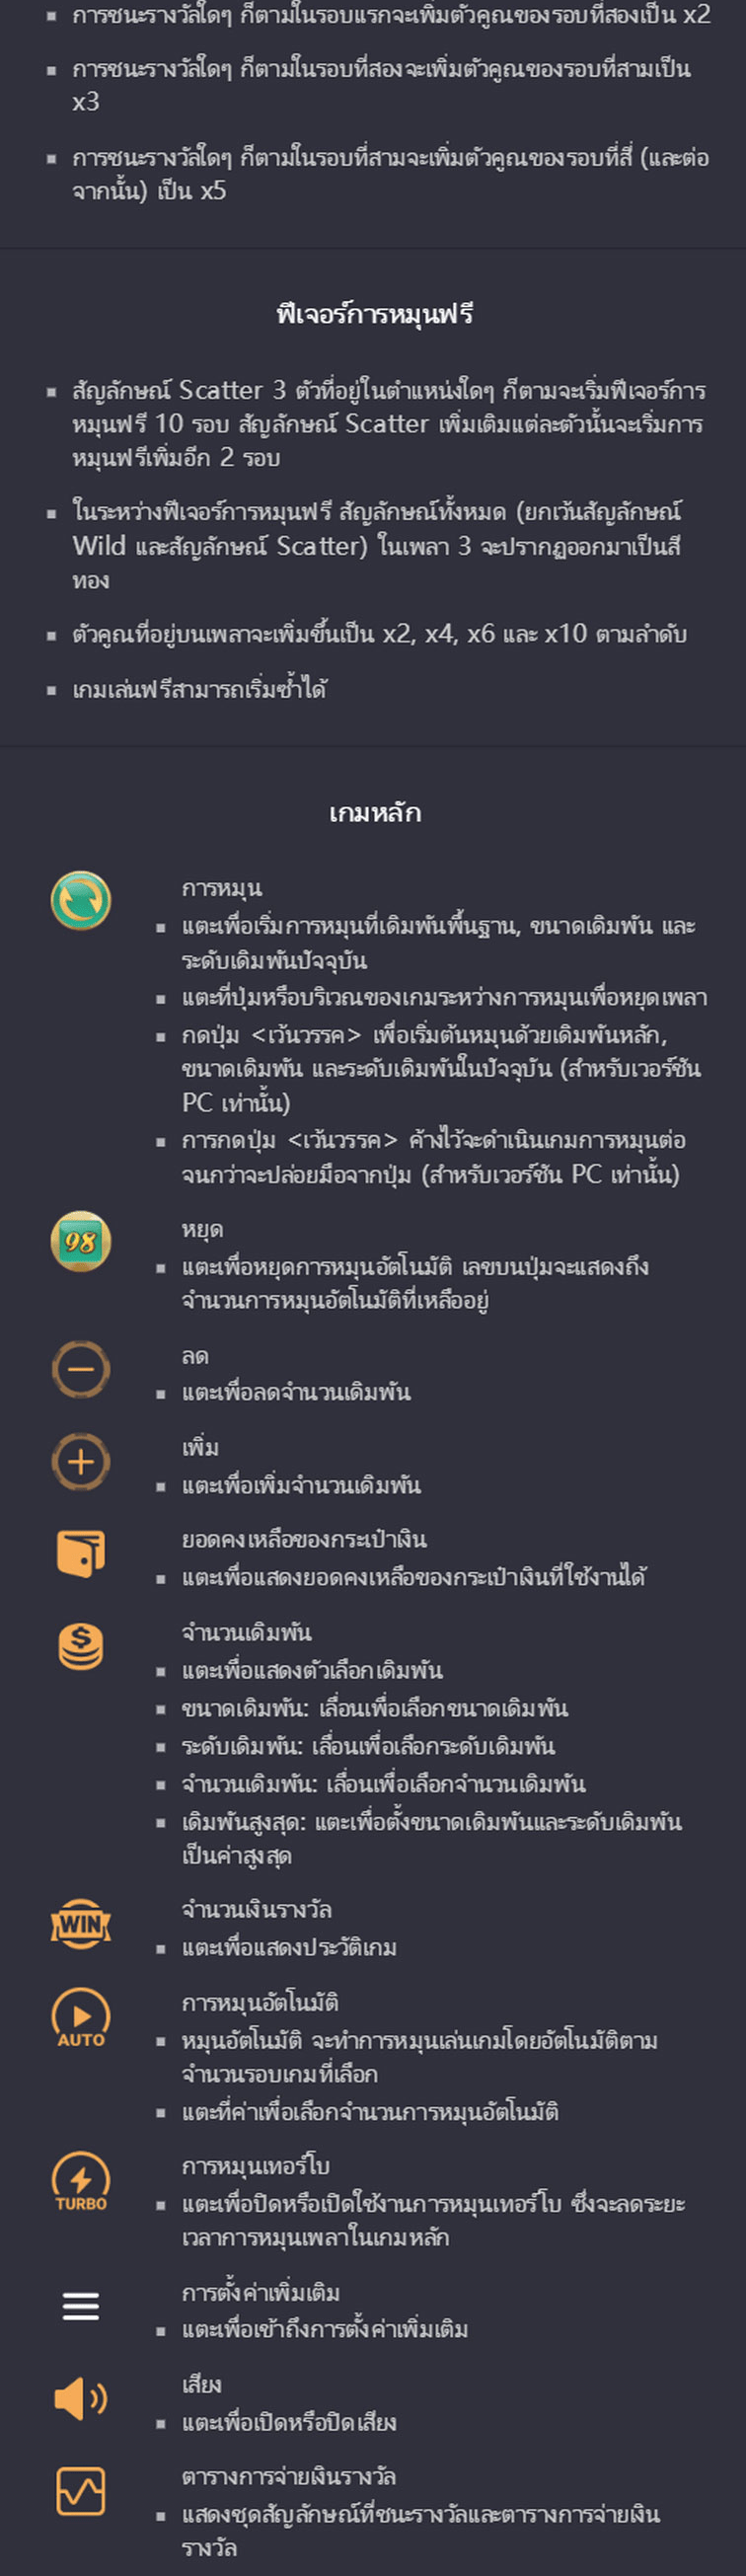 การชนะรางวัลใดๆ ก็ตามในรอบแรกจะเพิ่มตัวคูณของรอบที่สองเป็น x2
การชนะรางวัลใดๆ ก็ตามในรอบที่สองจะเพิ่มตัวคูณของรอบที่สามเป็น
x3
การชนะรางวัลใดๆ ก็ตามในรอบที่สามจะเพิ่มตัวคูณของรอบที่สี่ (และต่อ
จากนั้น) เป็น x5
ฟีเจอร์การหมุนฟรี
สัญลักษณ์ Scatter 3 ตัวที่อยู่ในตำแหน่งใดๆ ก็ตามจะเริ่มฟีเจอร์การ
หมุนฟรี 10 รอบ สัญลักษณ์ Scatter เพิ่มเติมแต่ละตัวนั้นจะเริ่มการ
หมุนฟรีเพิ่มอีก 2 รอบ
ในระหว่างฟีเจอร์การหมุนฟรี สัญลักษณ์ทั้งหมด (ยกเว้นสัญลักษณ์
Wild และสัญลักษณ์ Scatter) ในเพลา 3 จะปรากฏออกมาเป็นสี
ทอง
ตัวคูณที่อยู่บนเพลาจะเพิ่มขึ้นเป็น x2, x4, x6 และ x10 ตามลำดับ
เกมเล่นฟรีสามารถเริ่มซ้ำได้
เกมหลัก
การหมุน
แตะเพื่อเริ่มการหมุนที่เดิมพันพื้นฐาน, ขนาดเดิมพัน และ
ระดับเดิมพันปัจจุบัน
แตะที่ปุ่มหรือบริเวณของเกมระหว่างการหมุนเพื่อหยุดเพลา
กดปุ่ม <เว้นวรรค> เพื่อเริ่มต้นหมุนด้วยเดิมพันหลัก,
ขนาดเดิมพัน และระดับเดิมพันในปัจจุบัน (สำหรับเวอร์ชัน
PC เท่านั้น)
การกดปุ่ม <เว้นวรรค> ค้างไว้จะดำเนินเกมการหมุนต่อ
จนกว่าจะปล่อยมือจากปุ่ม (สำหรับเวอร์ชัน PC เท่านั้น)
98
หยุด
แตะเพื่อหยุดการหมุนอัตโนมัติ เลขบนปุ่มจะแสดงถึง
จำนวนการหมุนอัตโนมัติที่เหลืออยู่
ลด
แตะเพื่อลดจำนวนเดิมพัน
เพิ่ม
แตะเพื่อเพิ่มจำนวนเดิมพัน
ยอดคงเหลือของกระเป๋าเงิน
แตะเพื่อแสดงยอดคงเหลือของกระเป๋าเงินที่ใช้งานได้
$
จำนวนเดิมพัน
แตะเพื่อแสดงตัวเลือกเดิมพัน
ขนาดเดิมพัน: เลื่อนเพื่อเลือกขนาดเดิมพัน
ระดับเดิมพัน: เลื่อนเพื่อเลือกระดับเดิมพัน
จำนวนเดิมพัน: เลื่อนเพื่อเลือกจำนวนเดิมพัน
เดิมพันสูงสุด: แตะเพื่อตั้งขนาดเดิมพันและระดับเดิมพัน
เป็นค่าสูงสุด
WIN
จำนวนเงินรางวัล
แตะเพื่อแสดงประวัติเกม
AUTO
การหมุนอัตโนมัติ
หมุนอัตโนมัติ จะทำการหมุนเล่นเกมโดยอัตโนมัติตาม
จำนวนรอบเกมที่เลือก
แตะที่ค่าเพื่อเลือกจำนวนการหมุนอัตโนมัติ
TURBO
การหมุนเทอร์โบ
แตะเพื่อปิดหรือเปิดใช้งานการหมุนเทอร์โบ ซึ่งจะลดระยะ
เวลาการหมุนเพลาในเกมหลัก
การตั้งค่าเพิ่มเติม
แตะเพื่อเข้าถึงการตั้งค่าเพิ่มเติม
เสียง
แตะเพื่อเปิดหรือปิดเสียง
ตารางการจ่ายเงินรางวัล
แสดงชุดสัญลักษณ์ที่ชนะรางวัลและตารางการจ่ายเงิน
รางวัล